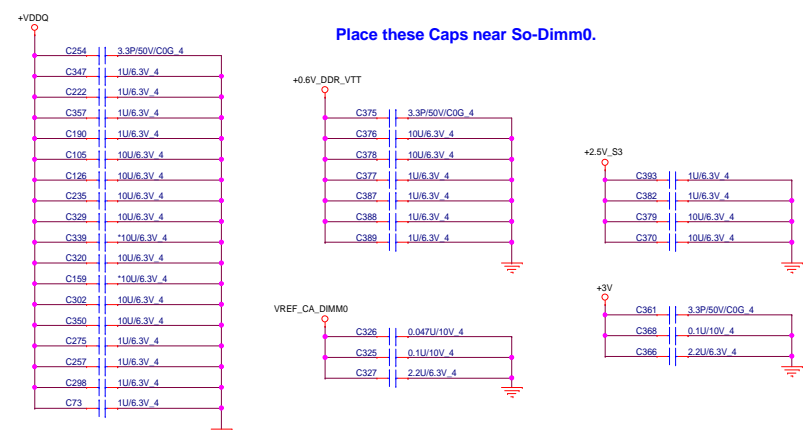 +VDDQ
Place these Caps near So-Dimm0.
C254 3.3P/50V/C0G_4
C347 1U/6.3V_4
C222 1U/6.3V_4
C357 1U/6.3V_4
C190 1U/6.3V_4
C105 10U/6.3V_4
C126 10U/6.3V_4
C235 10U/6.3V_4
C329 10U/6.3V_4
C339 *10U/6.3V_4
C320 10U/6.3V_4
C159 *10U/6.3V_4
C302 10U/6.3V_4
C350 10U/6.3V_4
C275 1U/6.3V_4
C257 1U/6.3V_4
C298 1U/6.3V_4
C73 1U/6.3V_4
+0.6V_DDR_VTT
C375 3.3P/50V/C0G_4
C376 10U/6.3V_4
C378 10U/6.3V_4
C377 1U/6.3V_4
C387 1U/6.3V_4
C388 1U/6.3V_4
C389 1U/6.3V_4
VREF_CA_DIMM0
C326 0.047U/10V_4
C325 0.1U/10V_4
C327 2.2U/6.3V_4
+2.5V_S3
C393 1U/6.3V_4
C382 1U/6.3V_4
C379 10U/6.3V_4
C370 10U/6.3V_4
+3V
C361 3.3P/50V/C0G_4
C368 0.1U/10V_4
C366 2.2U/6.3V_4